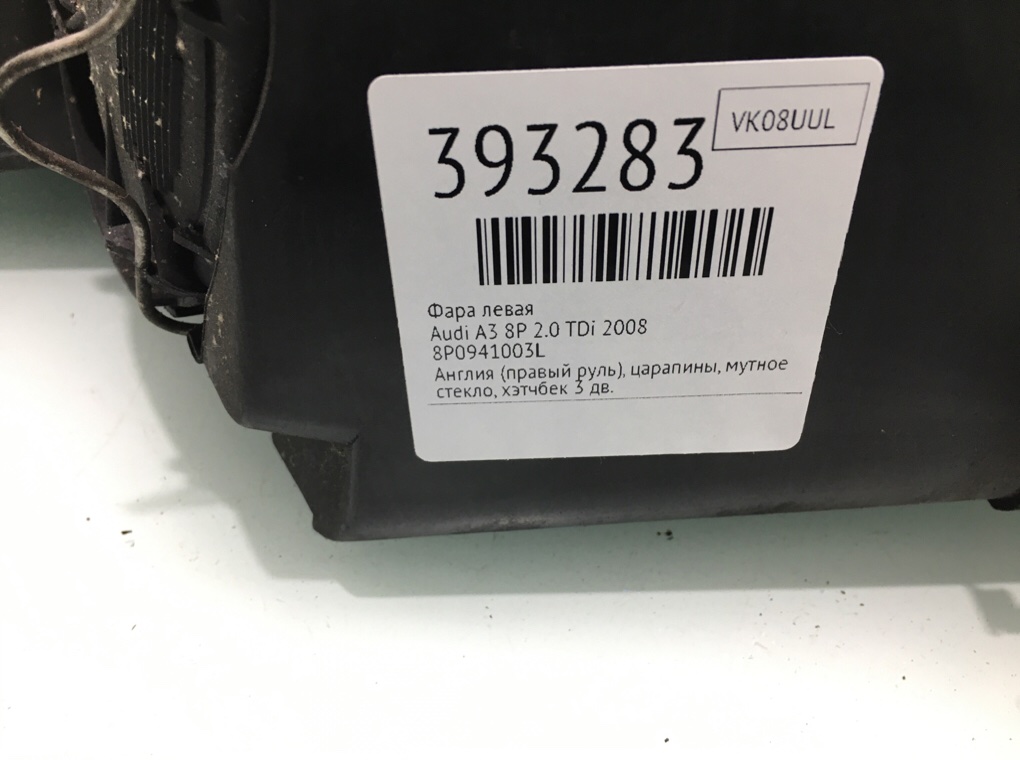 393283
VK08UUL
Фара левая
Audi A3 8P 2.0 TDi 2008
8P0941003L
Англия (правый руль), царапины, мутное
стекло, хэтчбек 3 дв.